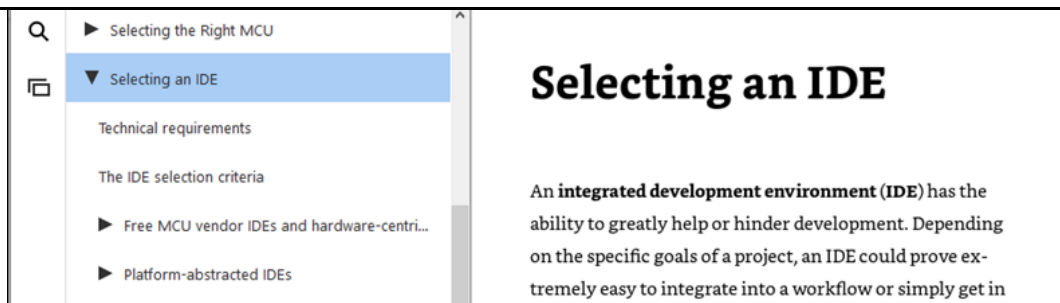 Selecting the Right MCU
Selecting an IDE
Technical requirements
The IDE selection criteria
Free MCU vendor IDEs and hardware-centri...
Platform-abstracted IDEs
Selecting an IDE
An integrated development environment (IDE) has the
ability to greatly help or hinder development. Depending
on the specific goals of a project, an IDE could prove ex-
tremely easy to integrate into a workflow or simply get in